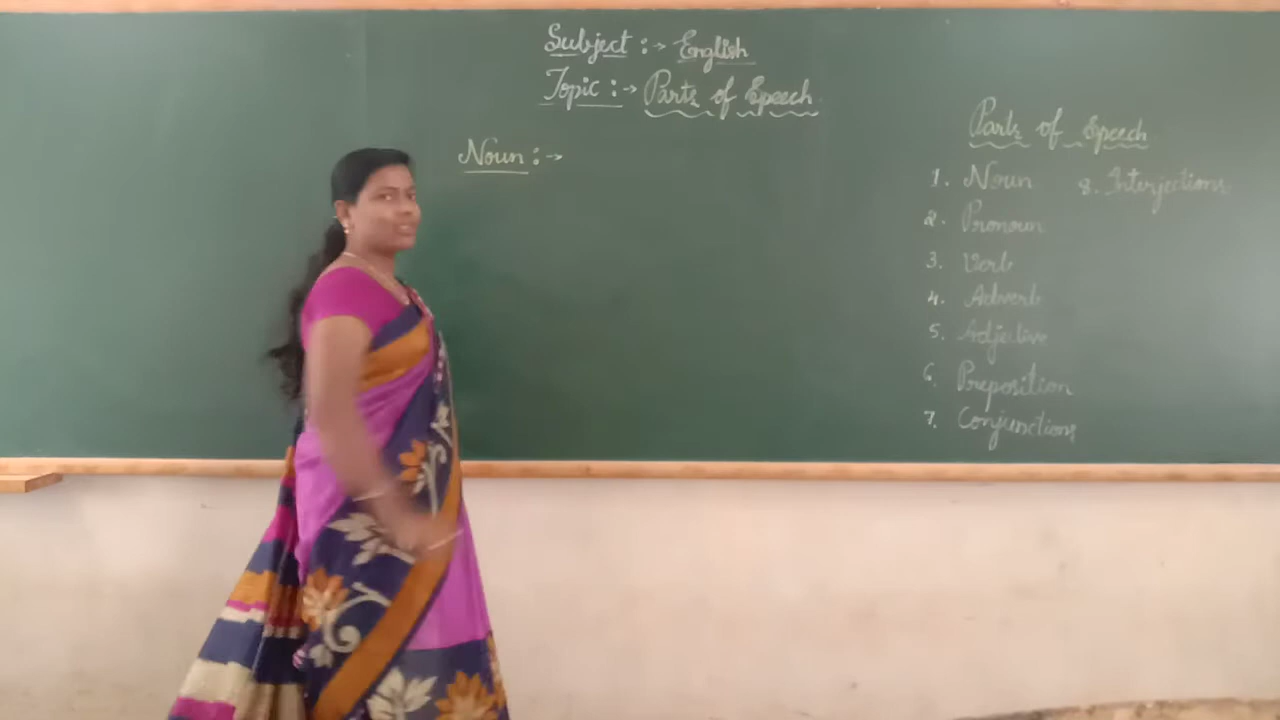 Subject :→ English
Topic :→ Parts of Speech
Noun :→
Parts of Speech
1. Noun
8. Interjections
2. Pronoun
3. Verb
4. Adverb
5. Adjective
6. Preposition
7. Conjunctions